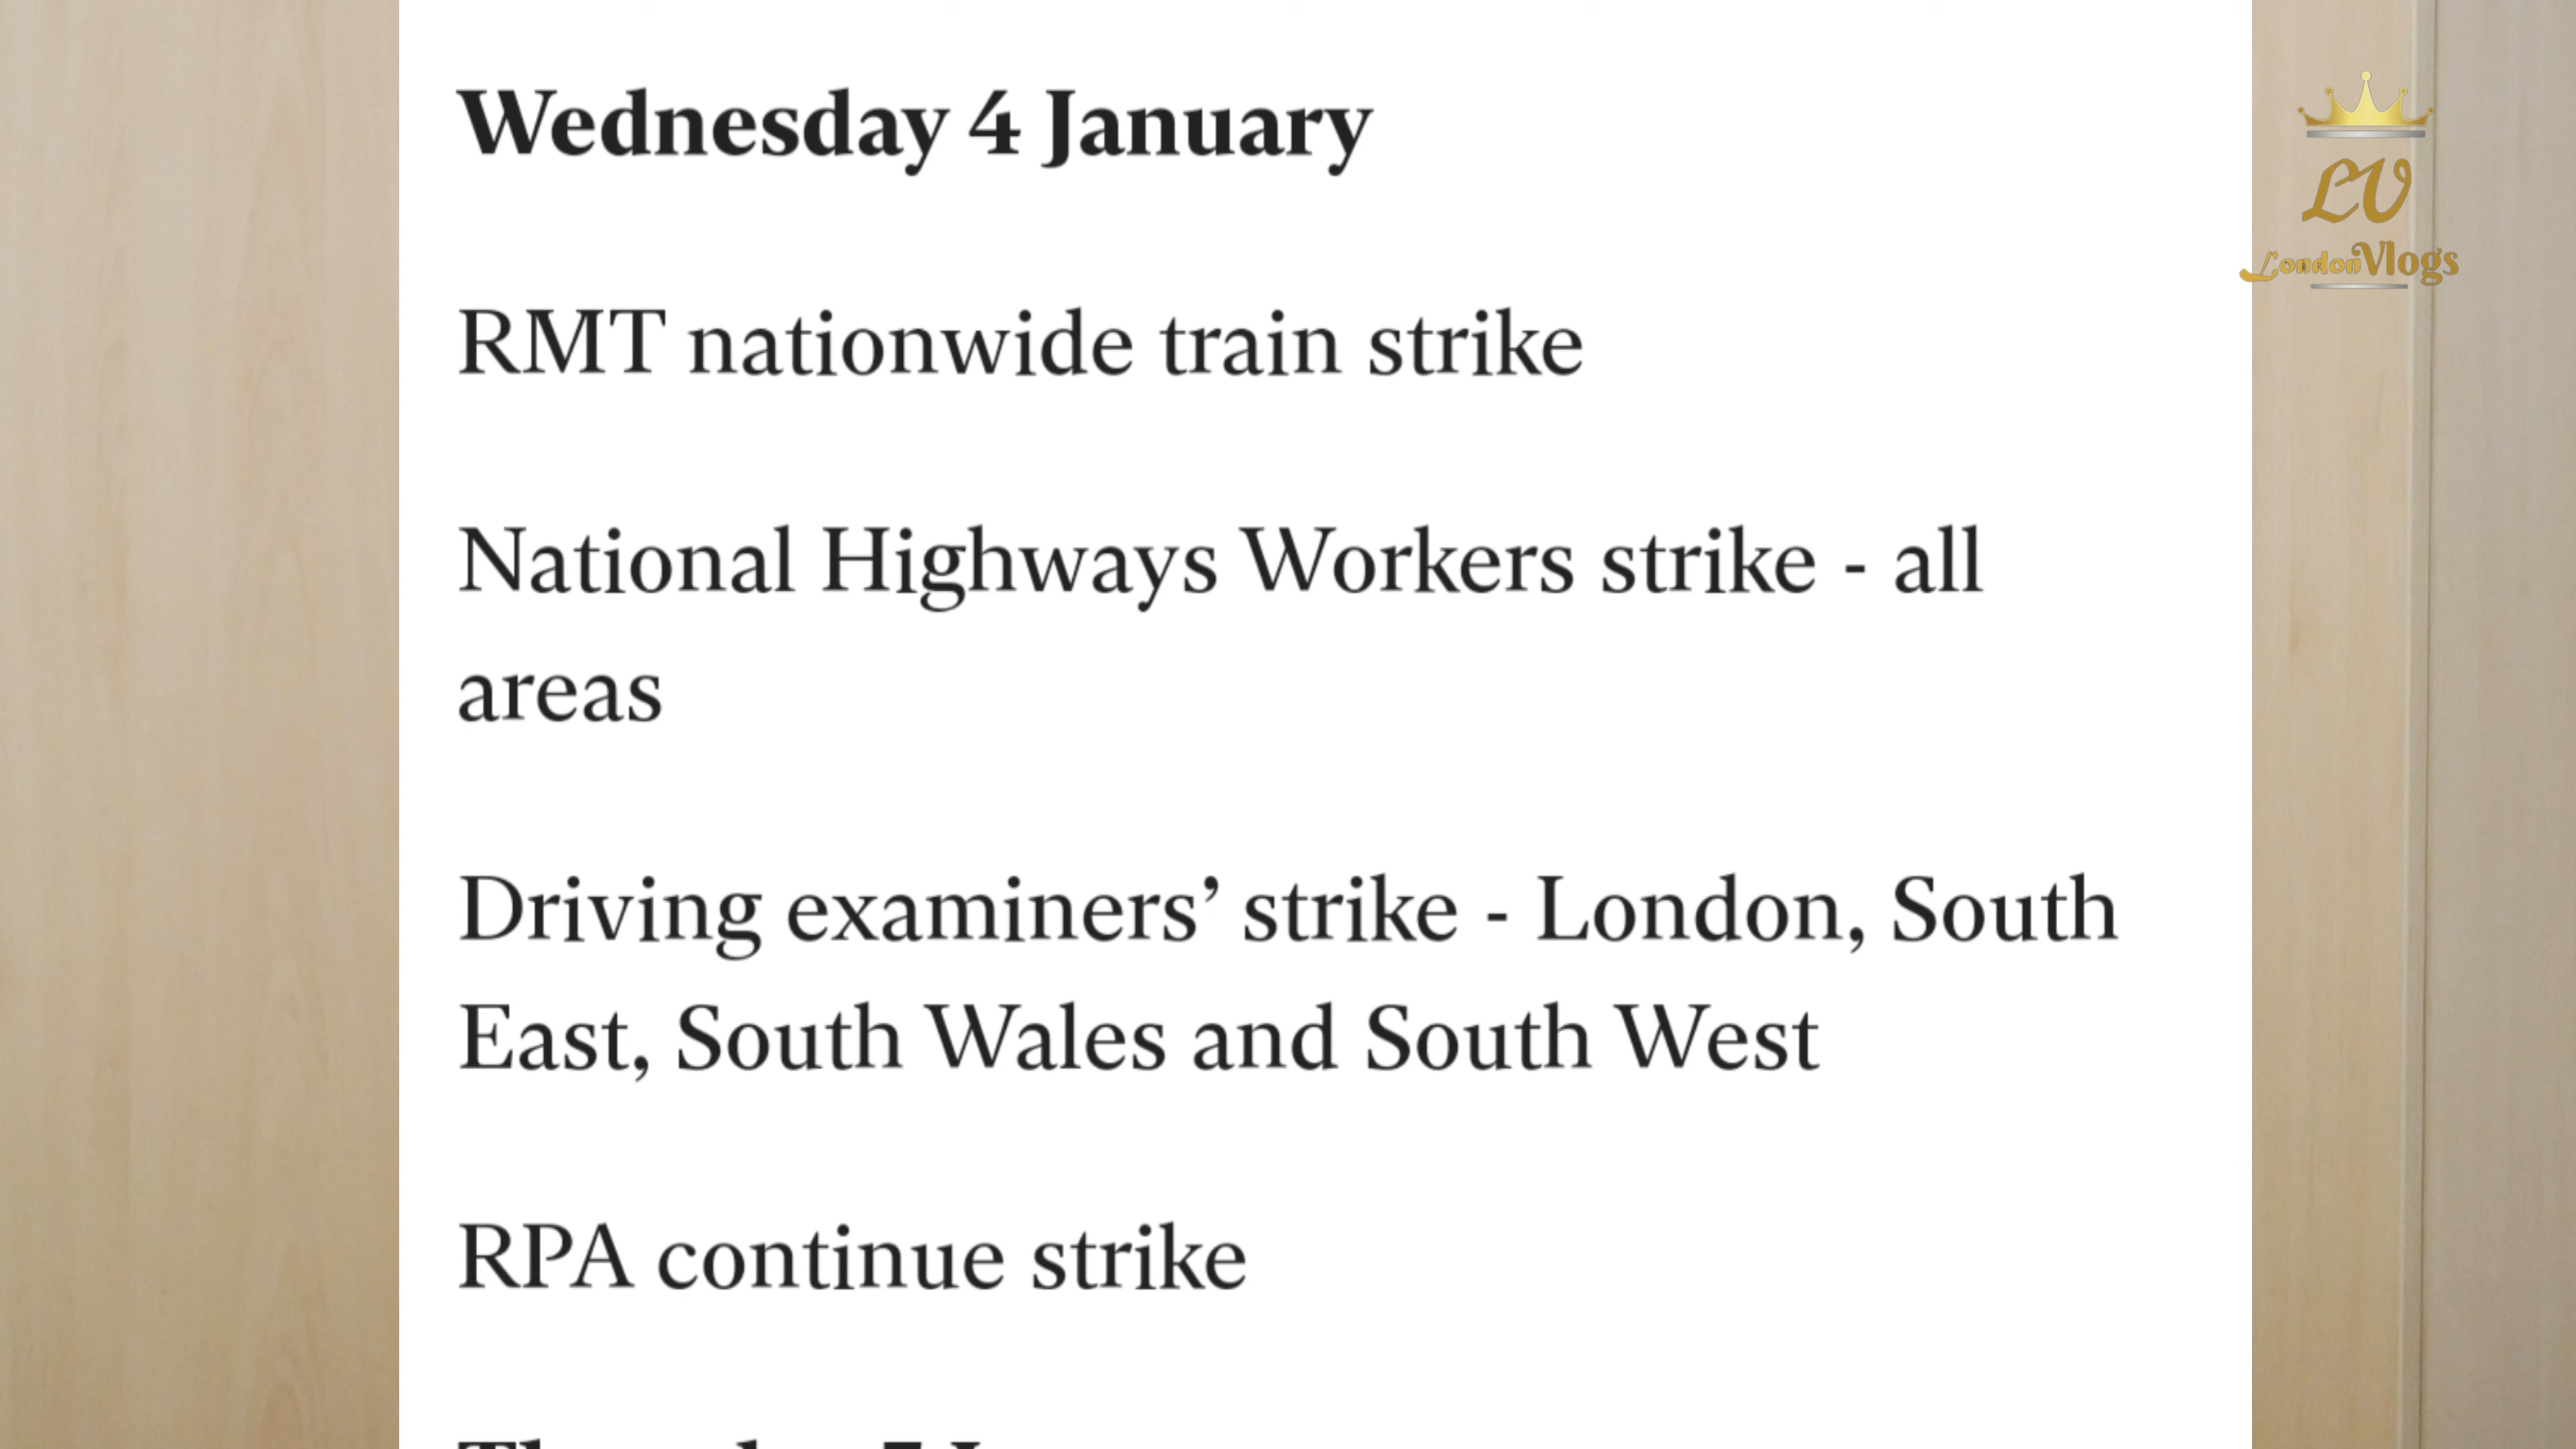 Wednesday 4 January
LV
LondonVlogs
RMT nationwide train strike
National Highways Workers strike - all
areas
Driving examiners’ strike - London, South
East, South Wales and South West
RPA continue strike